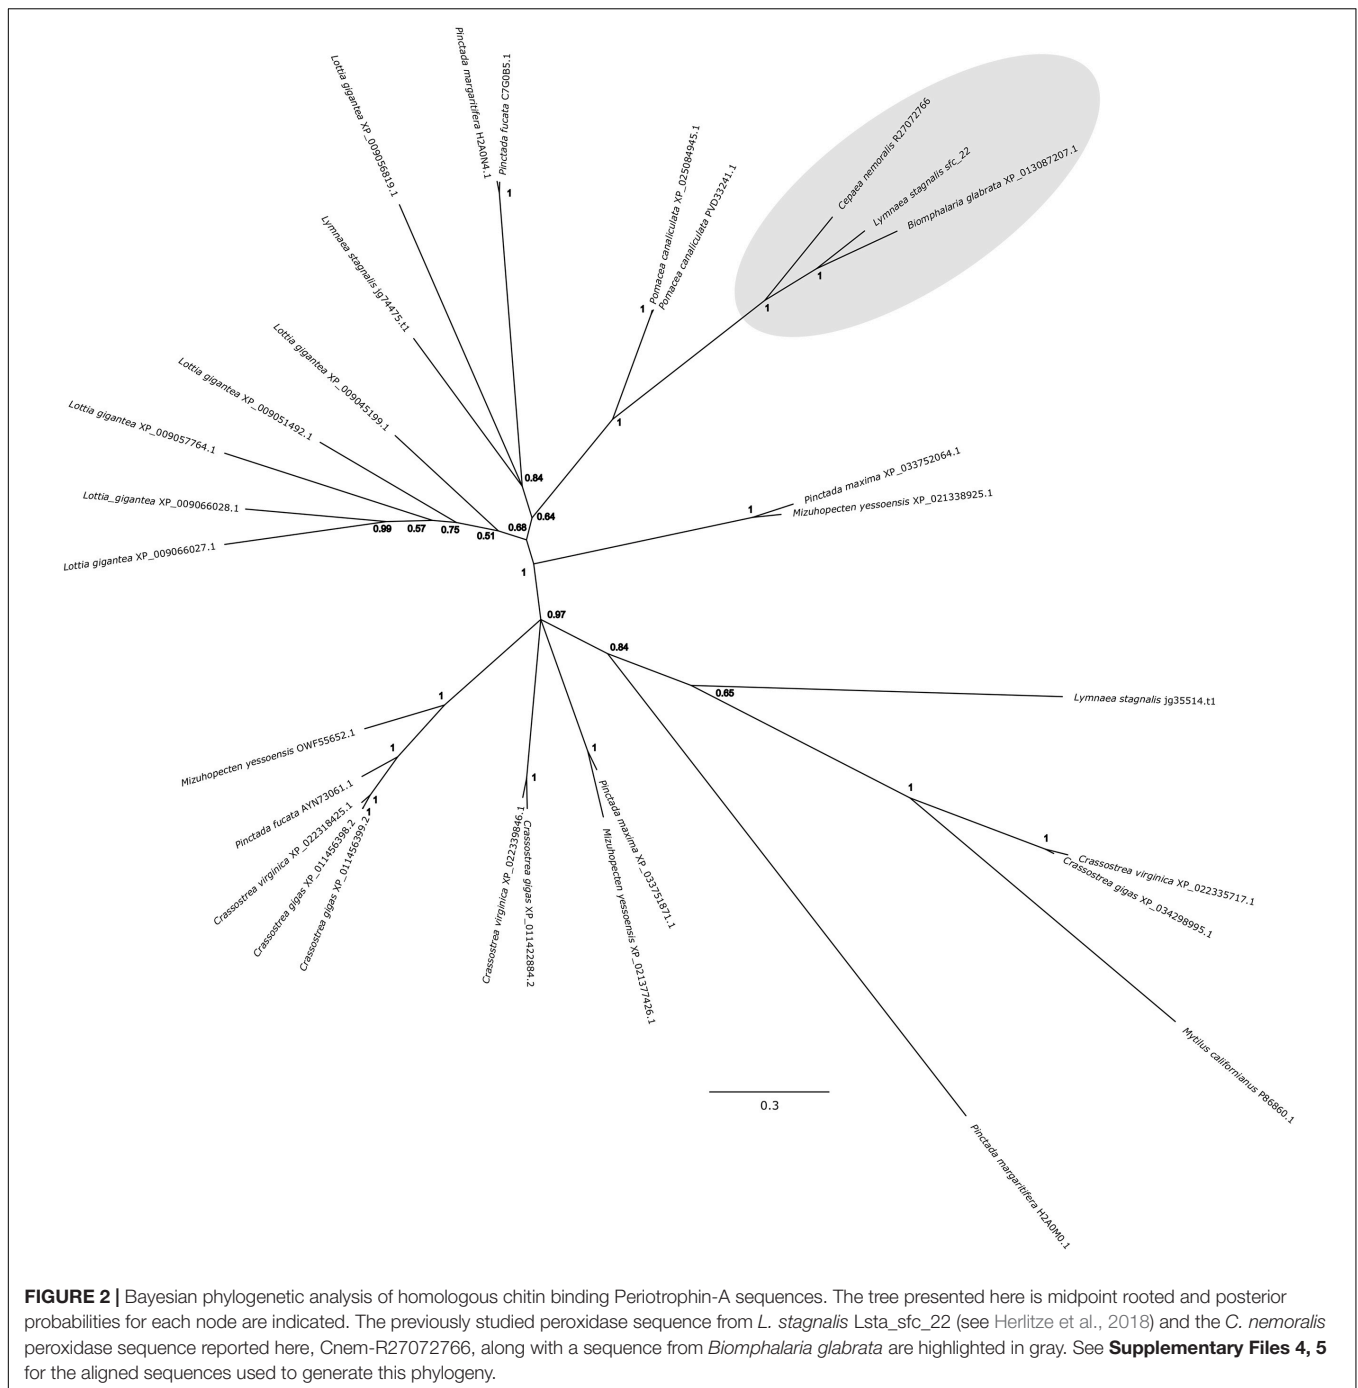 Lottia gigantea XP_009056819.1
Pinctada margaritifera H2A0N4.1
Pinctada fucata C7G0B5.1
1
Pomacea canaliculata XP_025084945.1
Pomacea canaliculata PVD33241.1
1
Cepaea nemoralis R27072766
Lymnaea stagnalis sfc_22
Biomphalaria glabrata XP_013087207.1
1
1
Lymnaea stagnalis jg74475.t1
Lottia gigantea XP_009045199.1
Lottia gigantea XP_009051492.1
Lottia gigantea XP_009057764.1
Lottia_gigantea XP_009066028.1
Lottia gigantea XP_009066027.1
1
0.84
0.64
0.68
0.51
0.75
0.57
0.99
Pinctada maxima XP_033752064.1
Mizuhopecten yessoensis XP_021338925.1
1
1
0.97
0.84
0.65
Lymnaea stagnalis jg35514.t1
1
Mizuhopecten yessoensis OWF55652.1
1
Pinctada fucata AYN73061.1
1
1
Crassostrea virginica XP_022318425.1
Crassostrea gigas XP_011456398.2
Crassostrea gigas XP_011456399.2
1
Crassostrea virginica XP_022339846.1
Crassostrea gigas XP_011422884.2
1
Pinctada maxima XP_033751871.1
Mizuhopecten yessoensis XP_021377426.1
1
1
Crassostrea virginica XP_022335717.1
Crassostrea gigas XP_034298995.1
Mytilus californianus P86860.1
Pinctada margaritifera H2A0M0.1
0.3
FIGURE 2 | Bayesian phylogenetic analysis of homologous chitin binding Periotrophin-A sequences. The tree presented here is midpoint rooted and posterior
probabilities for each node are indicated. The previously studied peroxidase sequence from L. stagnalis Lsta_sfc_22 (see Herlitze et al., 2018) and the C. nemoralis
peroxidase sequence reported here, Cnem-R27072766, along with a sequence from Biomphalaria glabrata are highlighted in gray. See Supplementary Files 4, 5
for the aligned sequences used to generate this phylogeny.